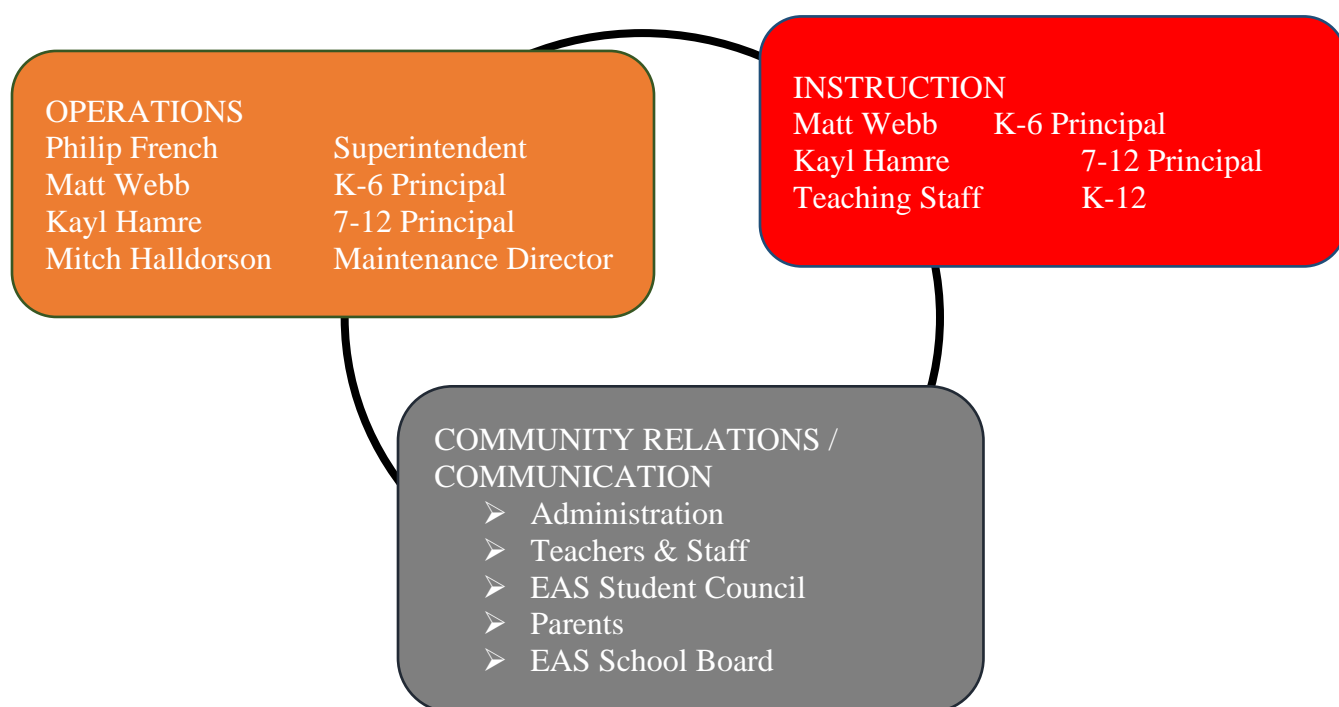 OPERATIONS
Philip French Superintendent
Matt Webb K-6 Principal
Kayl Hamre 7-12 Principal
Mitch Halldorson Maintenance Director
INSTRUCTION
Matt Webb K-6 Principal
Kayl Hamre 7-12 Principal
Teaching Staff K-12
COMMUNITY RELATIONS /
COMMUNICATION
➢ Administration
➢ Teachers & Staff
➢ EAS Student Council
➢ Parents
➢ EAS School Board